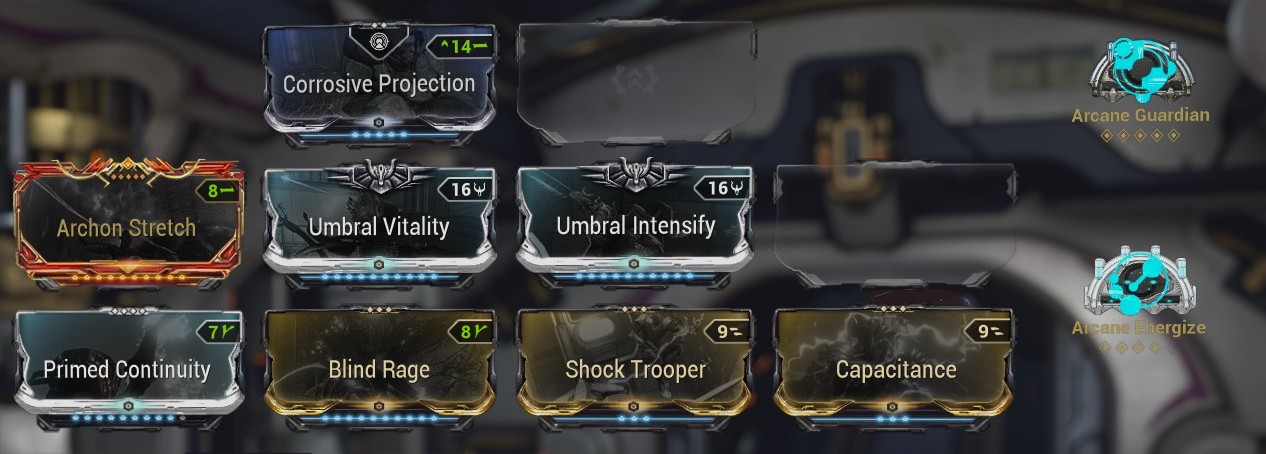 14
Corrosive Projection
Arcane Guardian
8
Archon Stretch
16
Umbral Vitality
16
Umbral Intensify
Arcane Energize
7
Primed Continuity
8
Blind Rage
9
Shock Trooper
9
Capacitance